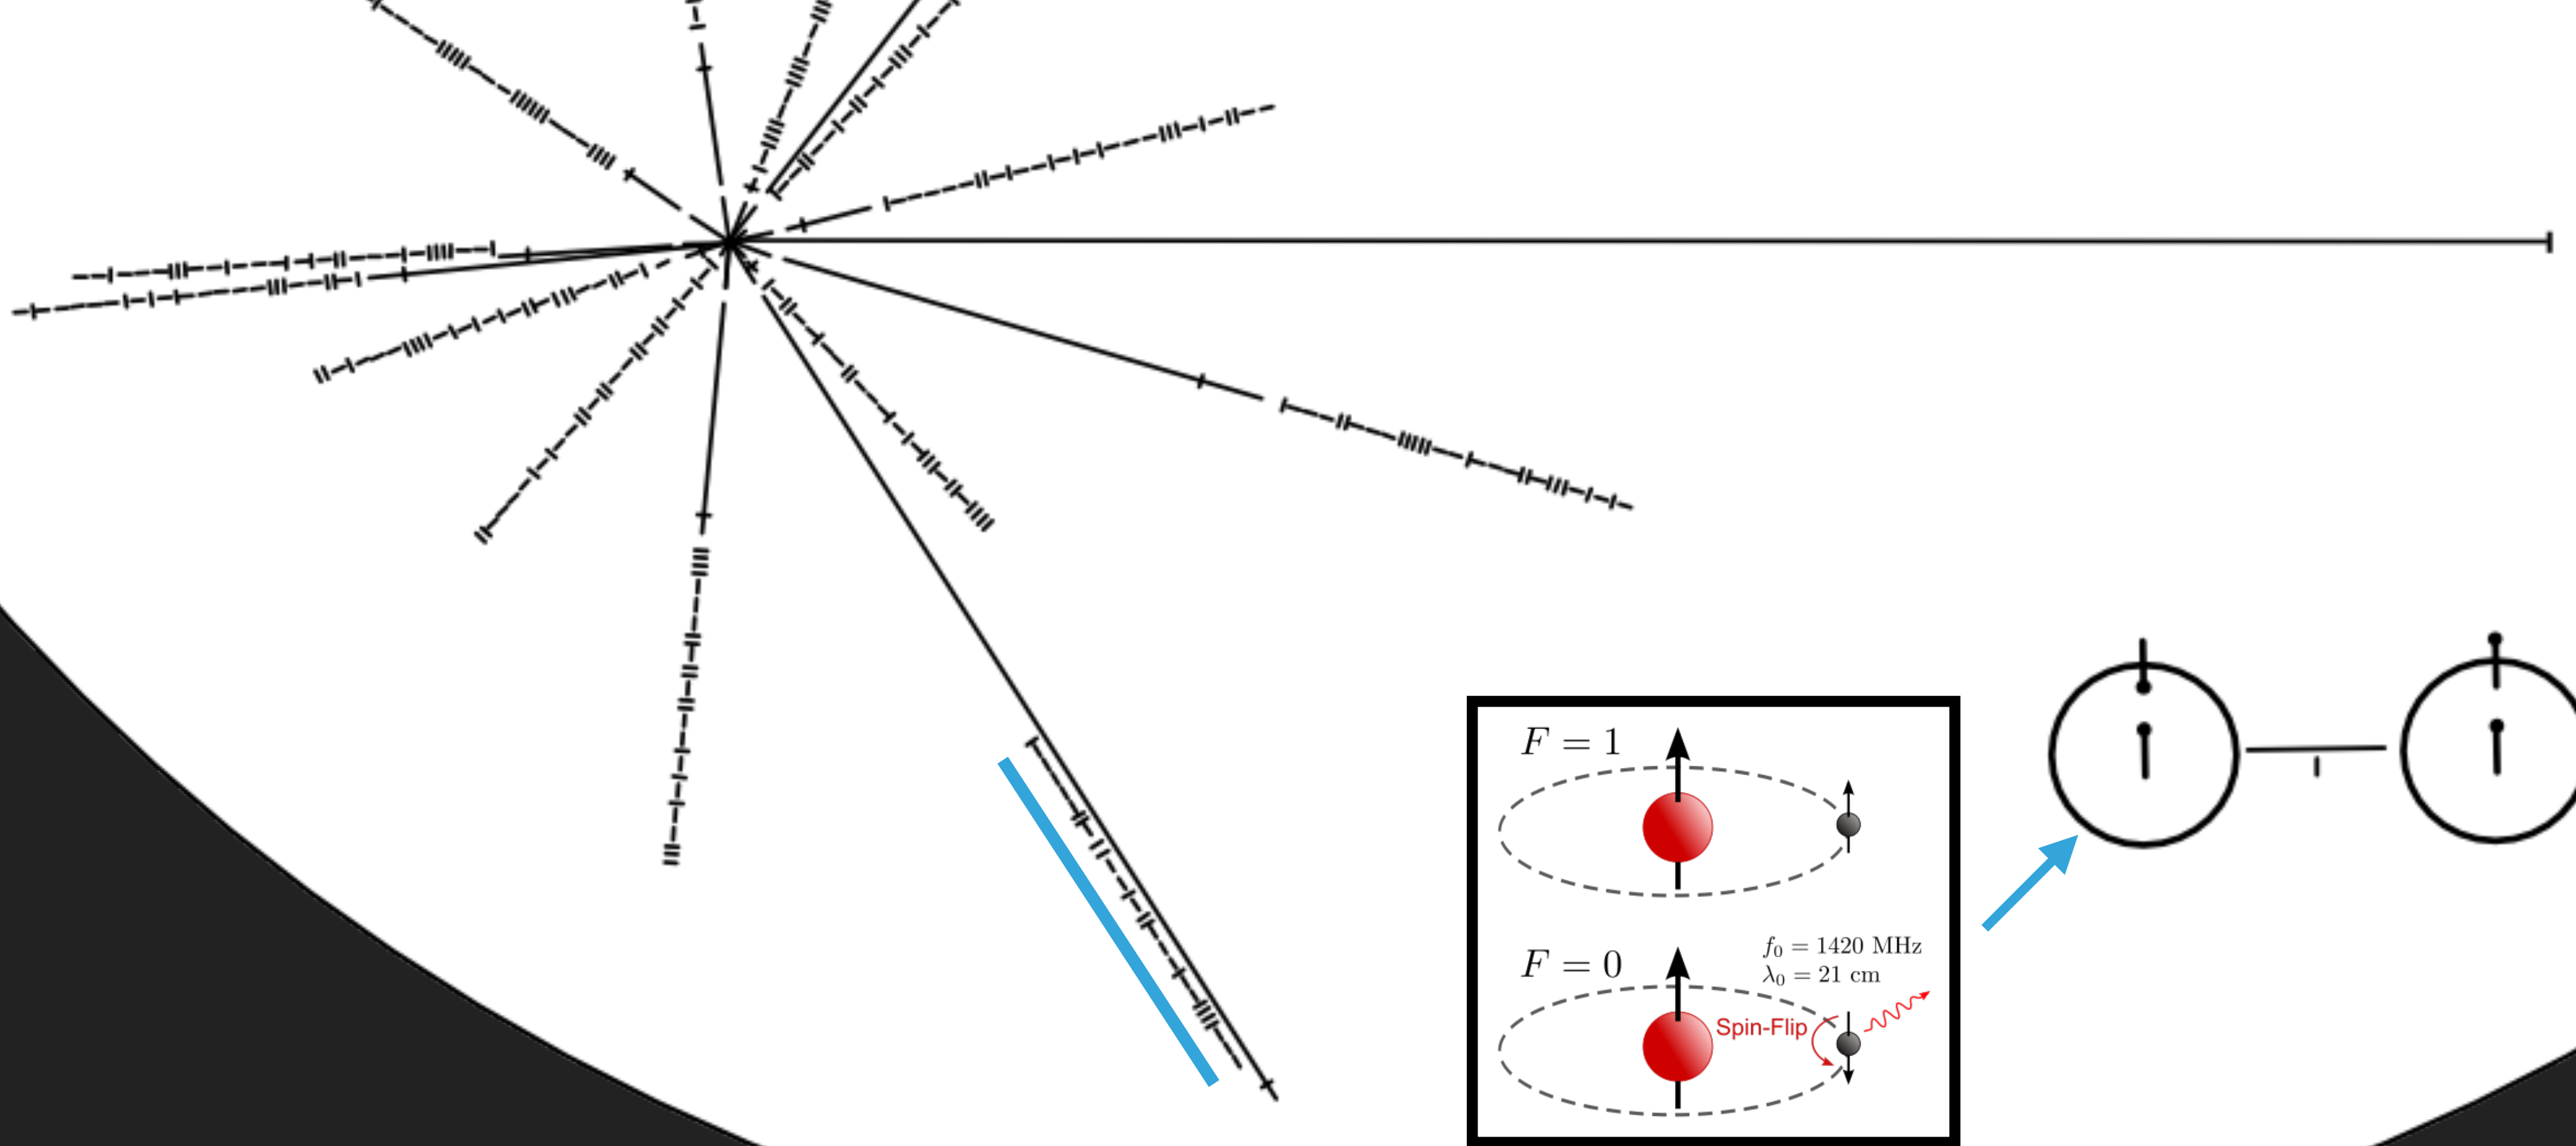 F = 1
F = 0
f₀ = 1420 MHz
λ₀ = 21 cm
Spin-Flip